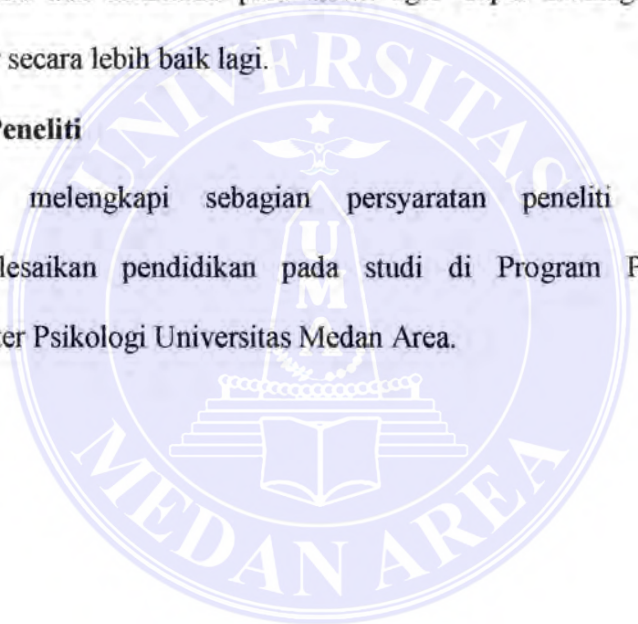 secara lebih baik lagi.
Peneliti
melengkapi sebagian persyaratan peneliti
lesaikan pendidikan pada studi di Program P
ter Psikologi Universitas Medan Area.
UNIVERSITAS
UMA
MEDAN AREA